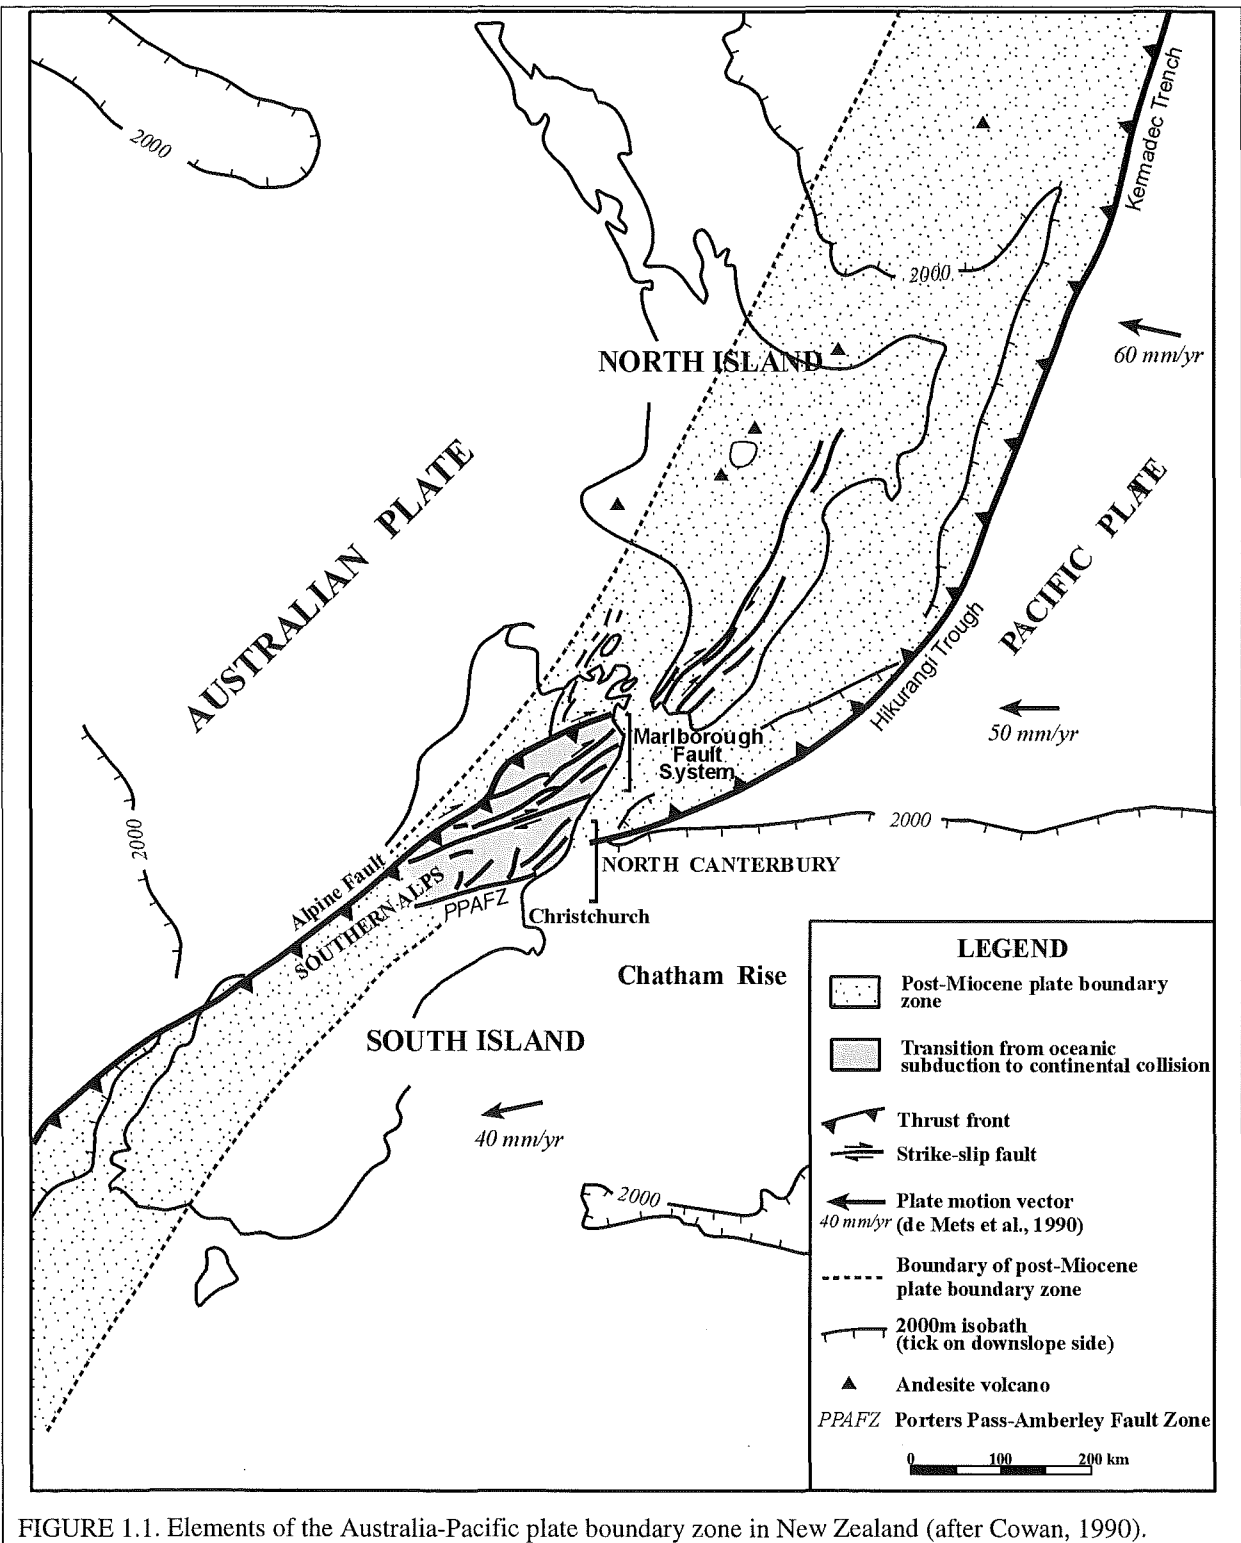 2000
Kermadec Trench
2000
60 mm/yr
NORTH ISLAND
AUSTRALIAN PLATE
PACIFIC PLATE
Hikurangi Trough
50 mm/yr
Marlborough
Fault
System
2000
2000
NORTH CANTERBURY
Alpine Fault
SOUTHERN ALPS
PPAFZ
Christchurch
Chatham Rise
SOUTH ISLAND
40 mm/yr
2000
LEGEND
Post-Miocene plate boundary
zone
Transition from oceanic
subduction to continental collision
Thrust front
Strike-slip fault
Plate motion vector
40 mm/yr (de Mets et al., 1990)
Boundary of post-Miocene
plate boundary zone
2000m isobath
(tick on downslope side)
Andesite volcano
PPAFZ Porters Pass-Amberley Fault Zone
0 100 200 km
FIGURE 1.1. Elements of the Australia-Pacific plate boundary zone in New Zealand (after Cowan, 1990).